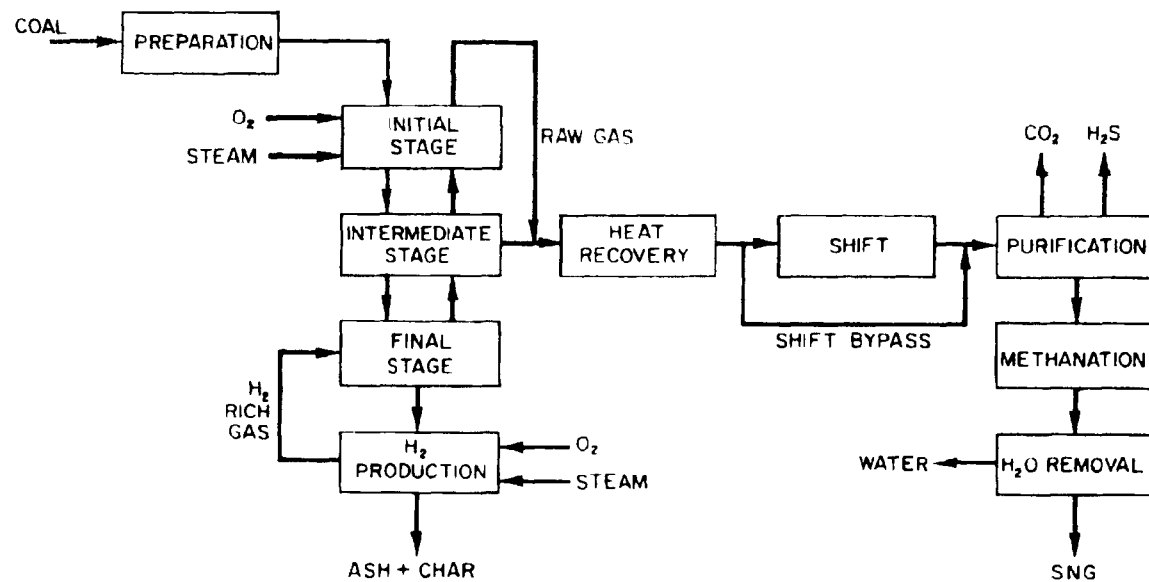 COAL
PREPARATION
O₂
STEAM
INITIAL
STAGE
RAW GAS
INTERMEDIATE
STAGE
HEAT
RECOVERY
SHIFT
SHIFT BYPASS
CO₂
H₂S
PURIFICATION
METHANATION
H₂O REMOVAL
WATER
SNG
FINAL
STAGE
H₂
RICH
GAS
H₂
PRODUCTION
O₂
STEAM
ASH + CHAR